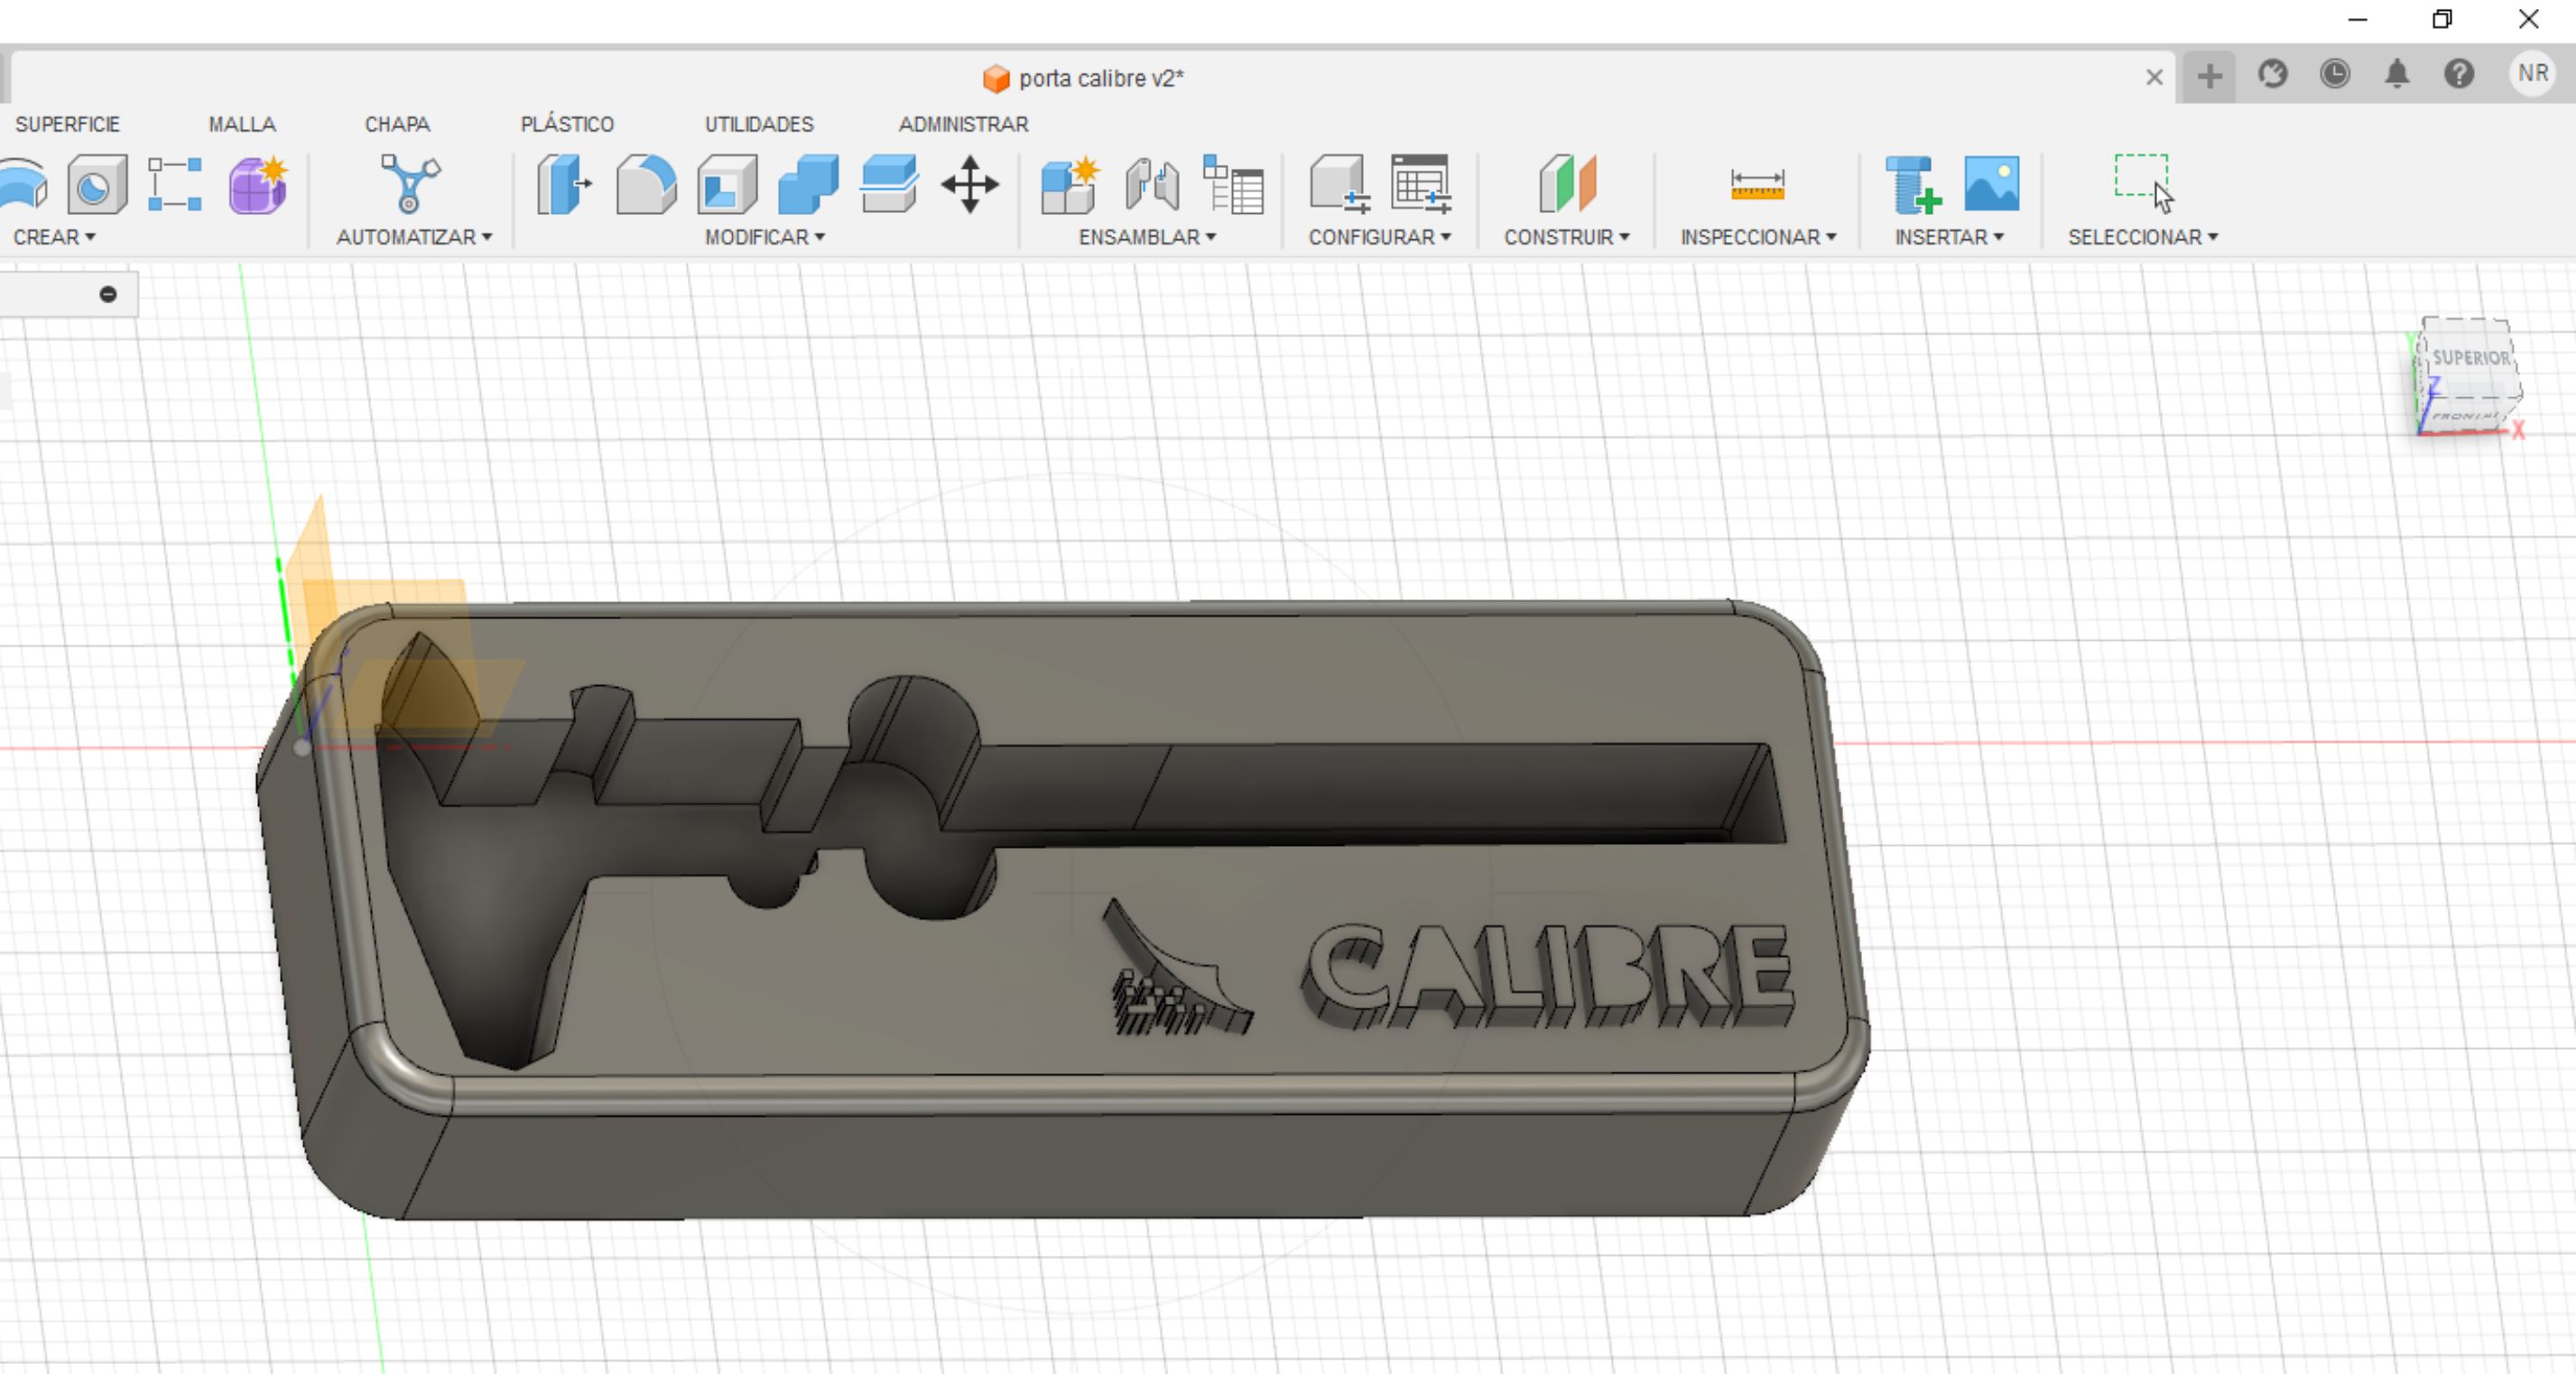 porta calibre v2*
NR
SUPERFICIE MALLA CHAPA PLÁSTICO UTILIDADES ADMINISTRAR
CREAR AUTOMATIZAR MODIFICAR ENSAMBLAR CONFIGURAR CONSTRUIR INSPECCIONAR INSERTAR SELECCIONAR
Y
SUPERIOR
Z
FRONTAL
X
CALIBRE